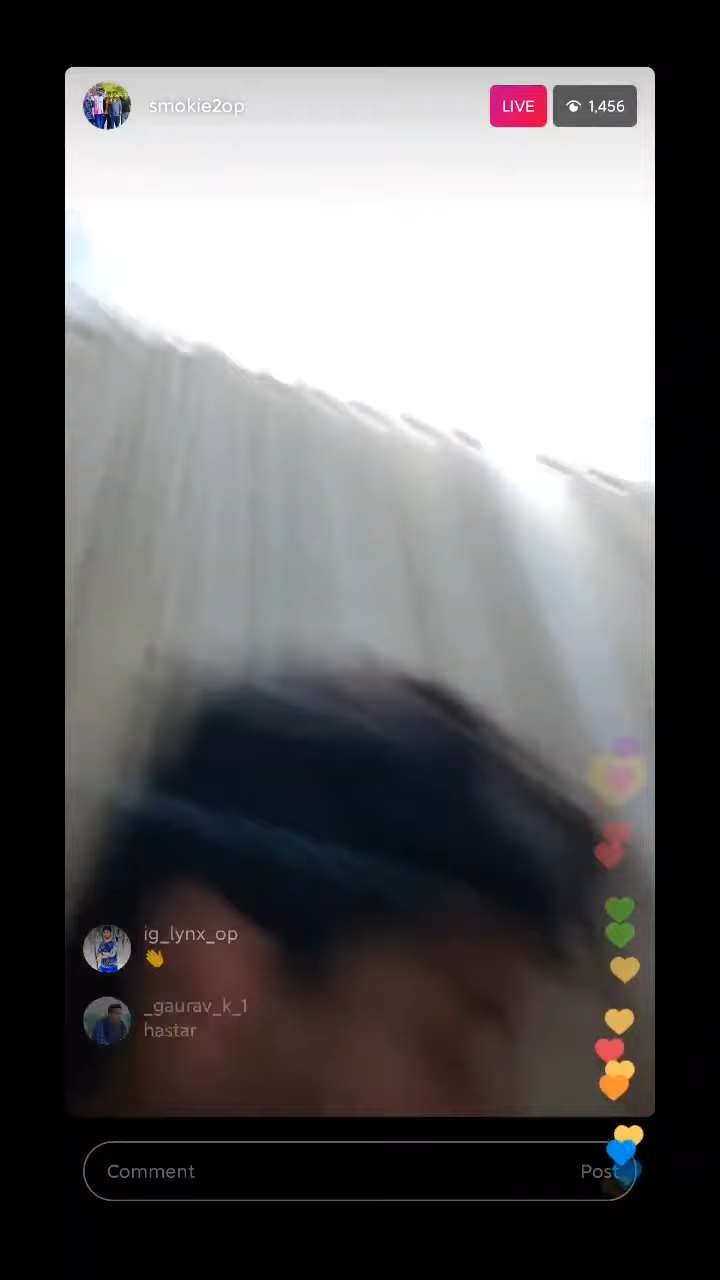 smokie2op
LIVE
1,456
ig_lynx_op
👋
_gaurav_k_1
hastar
Comment
Post